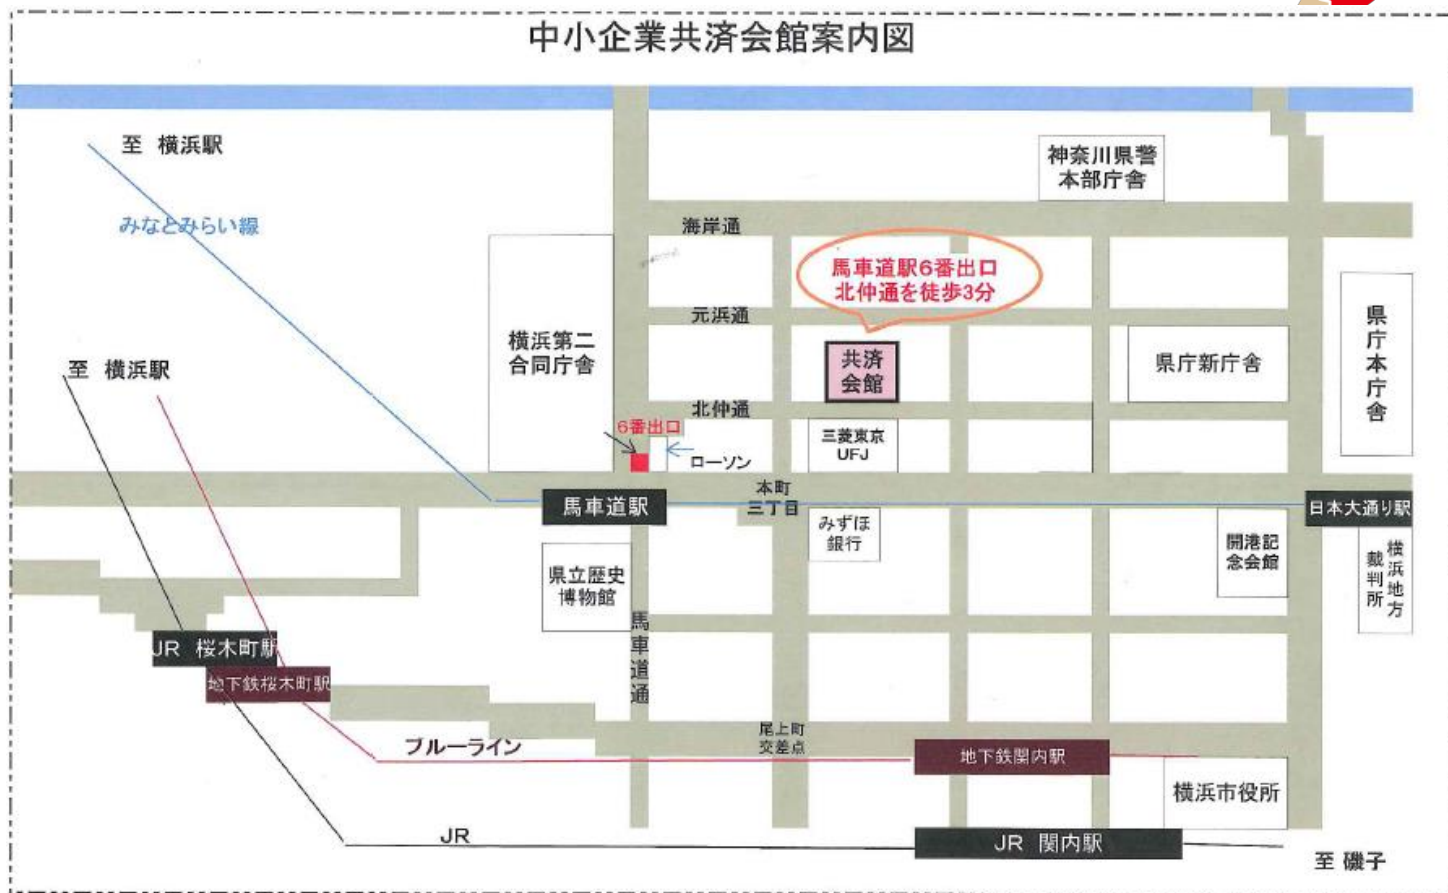 中小企業共済会館案内図
至 横浜駅
神奈川県警
本部庁舎
みなとみらい線
海岸通
馬車道駅6番出口
北仲通を徒歩3分
元浜通
横浜第二
合同庁舎
共済
会館
県庁新庁舎
県庁本庁舎
至 横浜駅
北仲通
6番出口
ローソン
三菱東京
UFJ
本町
三丁目
馬車道駅
日本大通り駅
みずほ
銀行
開港記
念会館
横浜地方
裁判所
県立歴史
博物館
馬車道通
JR 桜木町駅
地下鉄桜木町駅
ブルーライン
尾上町
交差点
地下鉄関内駅
横浜市役所
JR
JR 関内駅
至 磯子